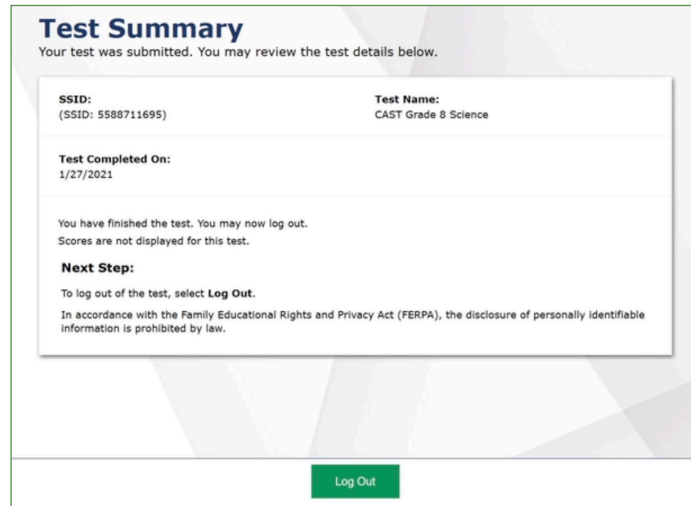 Test Summary
Your test was submitted. You may review the test details below.
SSID:
(SSID: 5588711695)
Test Name:
CAST Grade 8 Science
Test Completed On:
1/27/2021
You have finished the test. You may now log out.
Scores are not displayed for this test.
Next Step:
To log out of the test, select Log Out.
In accordance with the Family Educational Rights and Privacy Act (FERPA), the disclosure of personally identifiable
information is prohibited by law.
Log Out